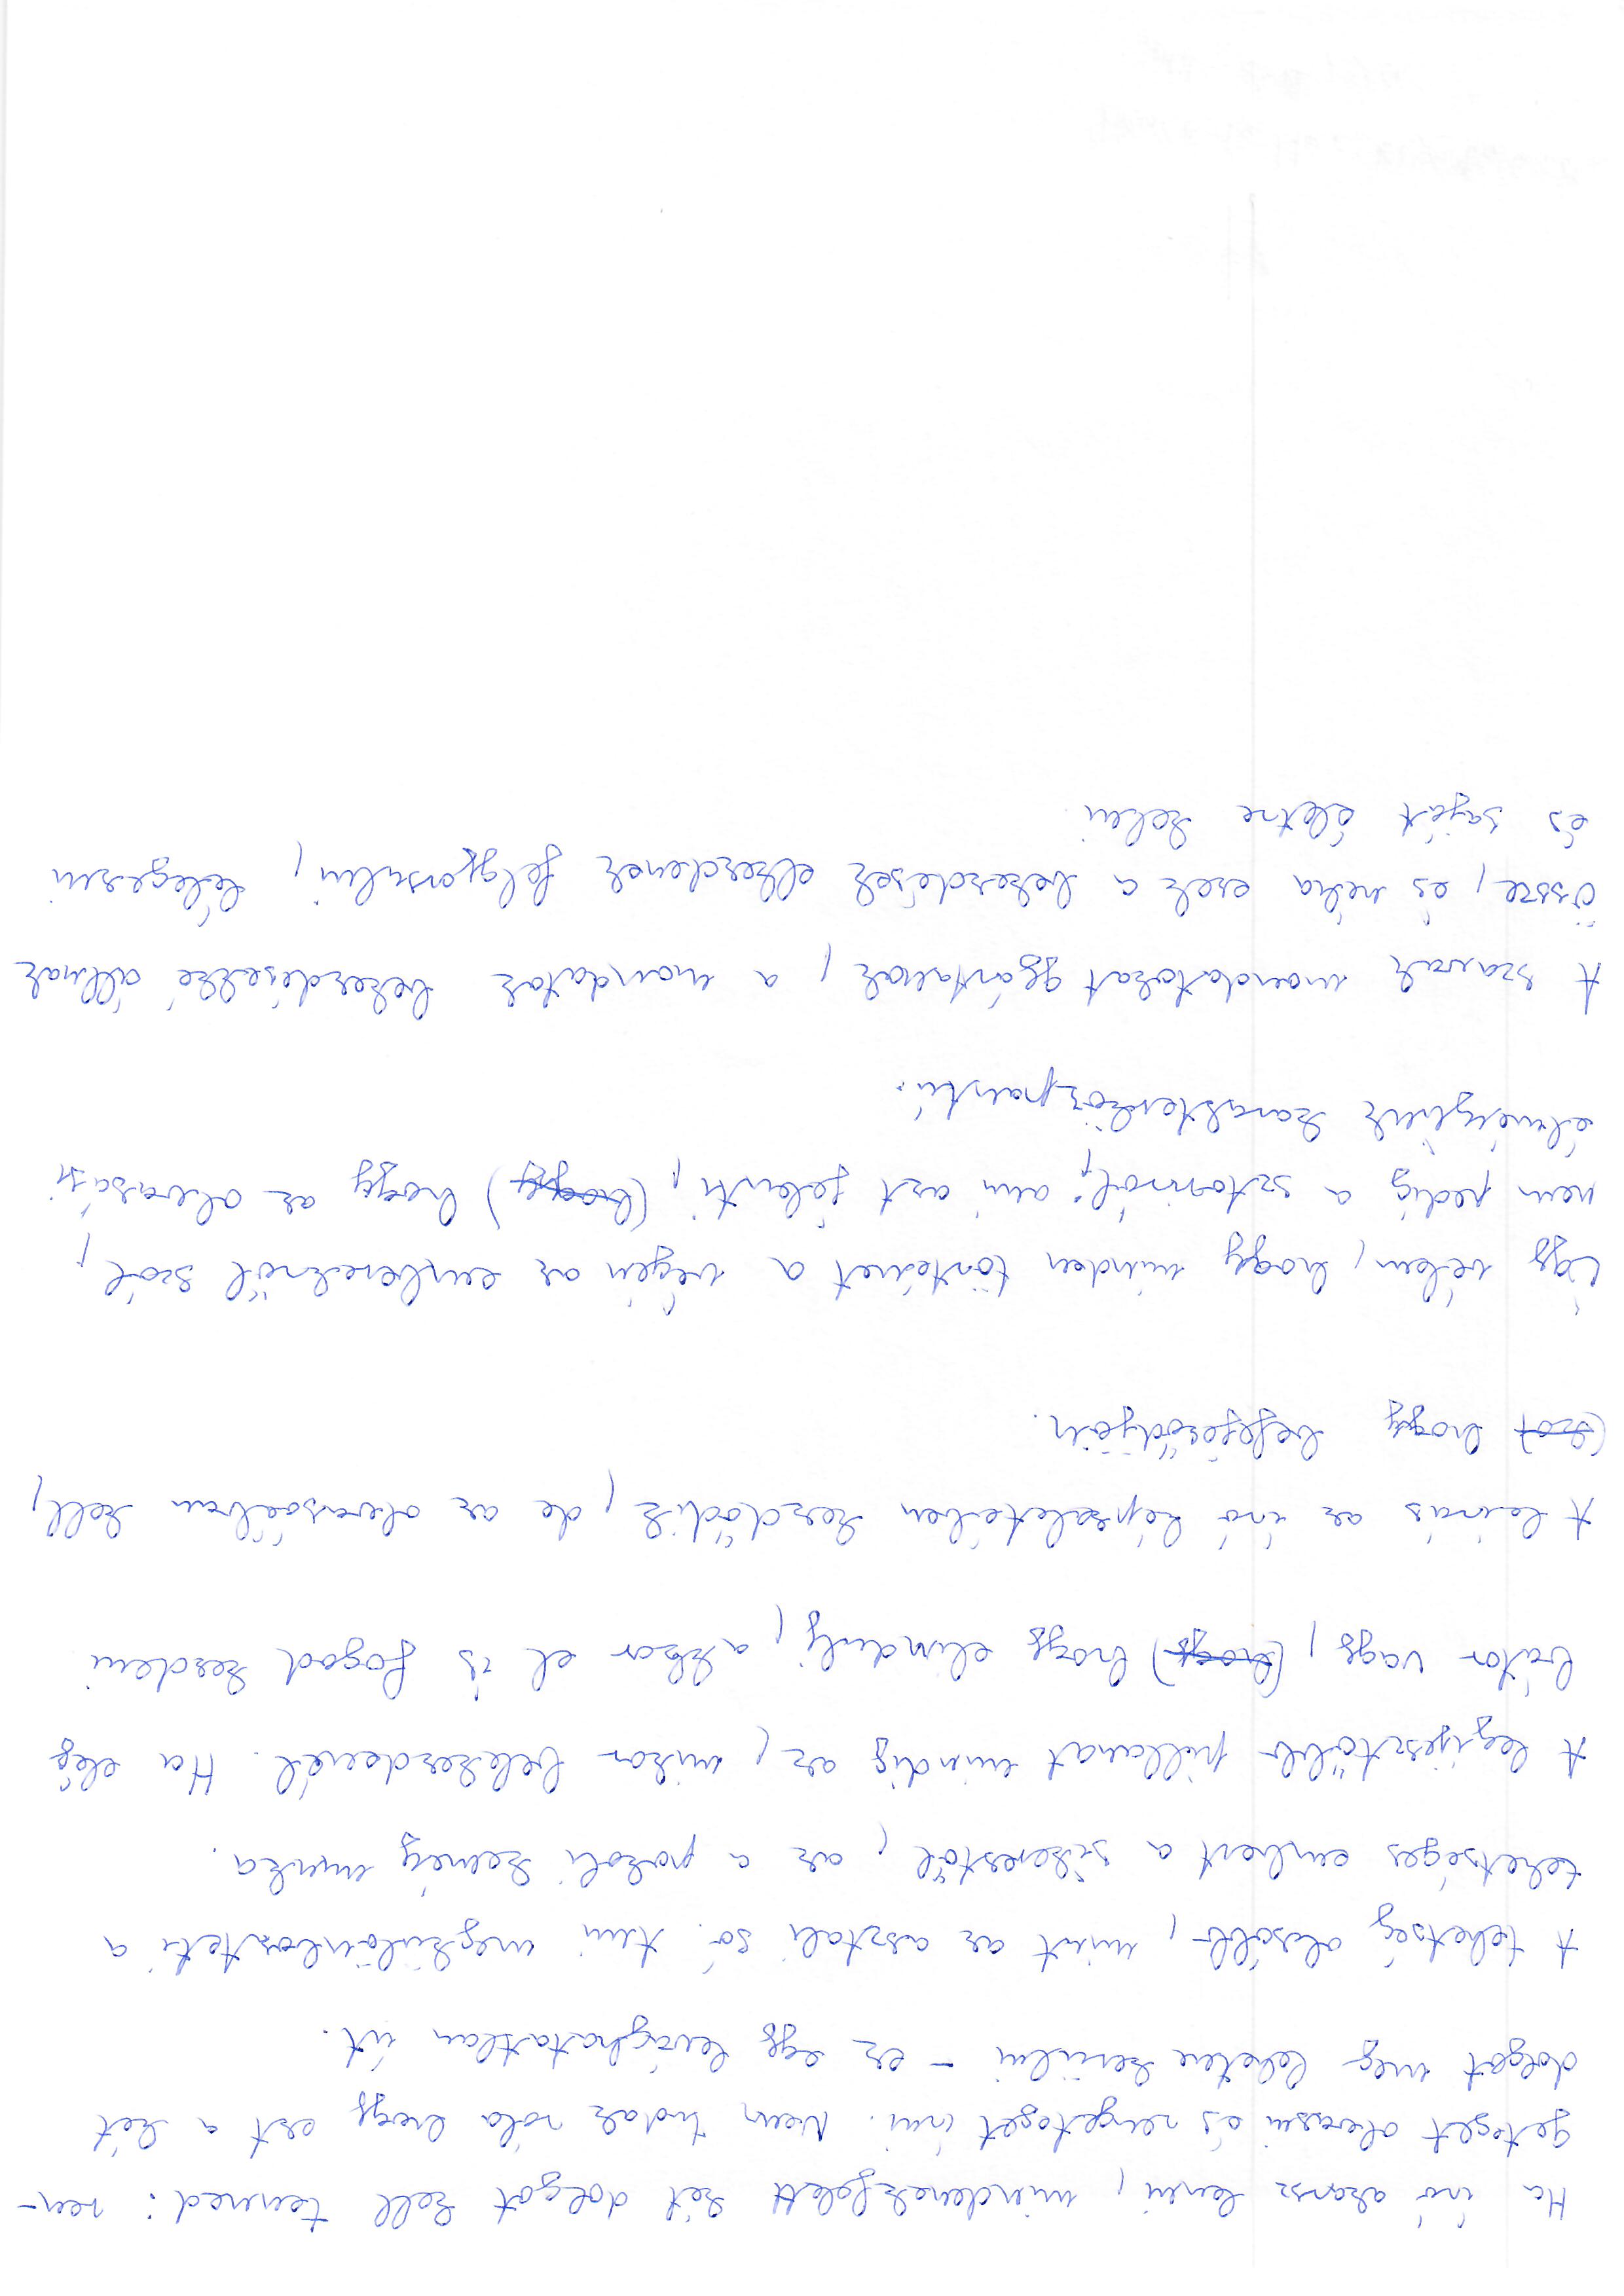 Ha író akarsz lenni, mindenekfelett két dolgot kell tenned: ren-
geteget olvasni és rengeteget írni. Nem tudok róla hogy ezt a két
dolgot meg lehetne kerülni - ez egy levághatatlan út.
A tehetség olcsóbb, mint az asztali só. Ami megkülönbözteti a
tehetséges embert a sikerestől, az a pokoli kemény munka.
A legijesztőbb pillanat mindig az, mikor belekezdenél. Ha elég
bátor vagy, (hogy) hogy elindulj, akkor el is fogod kezdeni
A leírás az író képzeletében kezdődik, de az olvasóéban kell,
(szo) hogy befejeződjön.
Úgy vélem, hogy minden történet a végén az emberekről szól,
nem pedig a sztoriról; ami azt jelenti, (hogy) hogy az olvasási
élményünk karakterközpontú.
A szavak mondatokat gyártanak, a mondatok bekezdésekké állnak
össze, és néha ezek a bekezdések elkezdenek felgyorsulni, lélegezni
és saját életre kelni.